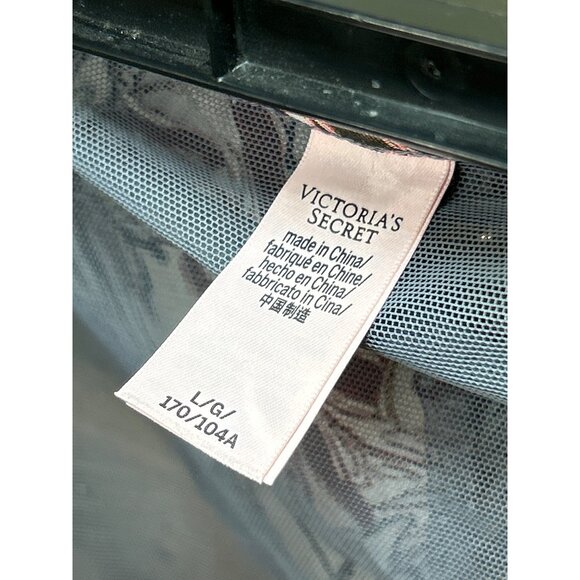 VICTORIA'S
SECRET
made in China/
fabriqué en Chine/
hecho en China/
fabbricato in Cina/
中国制造
L/G/
170/104A